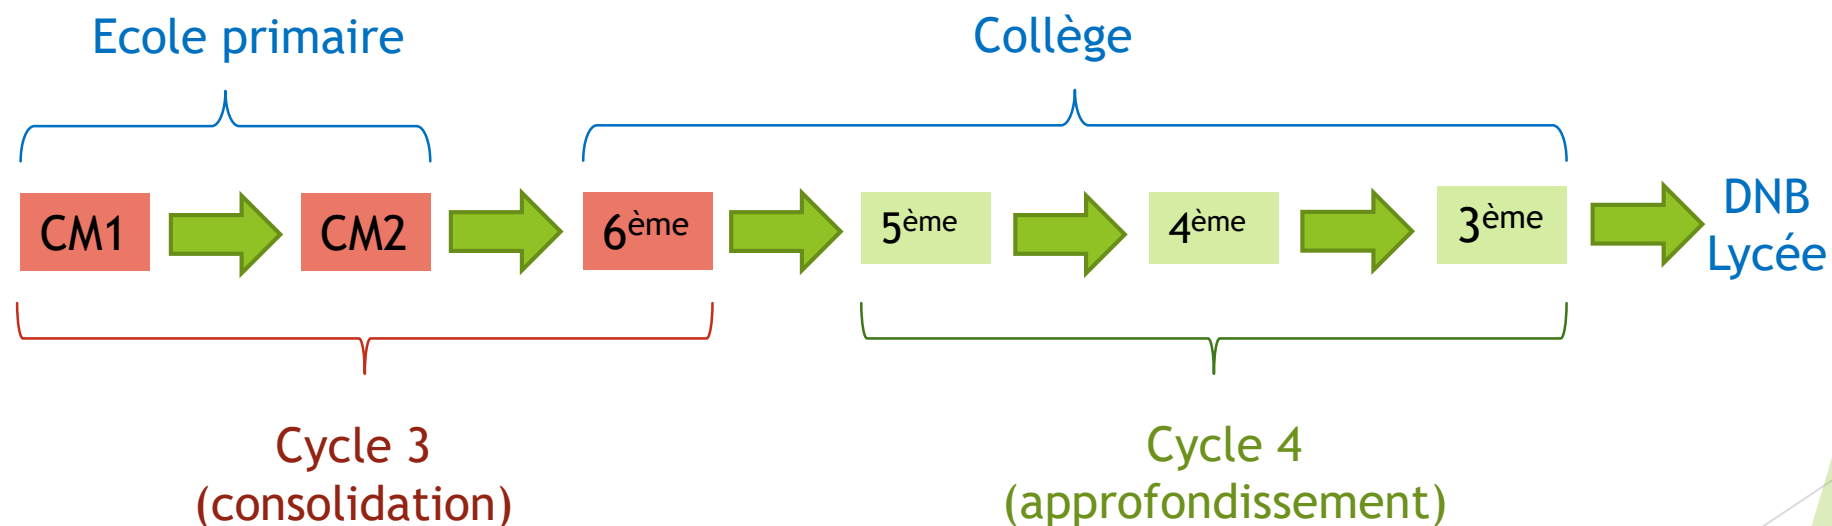 Ecole primaire
Collège
CM1
CM2
6ème
5ème
4ème
3ème
DNB
Lycée
Cycle 3
(consolidation)
Cycle 4
(approfondissement)